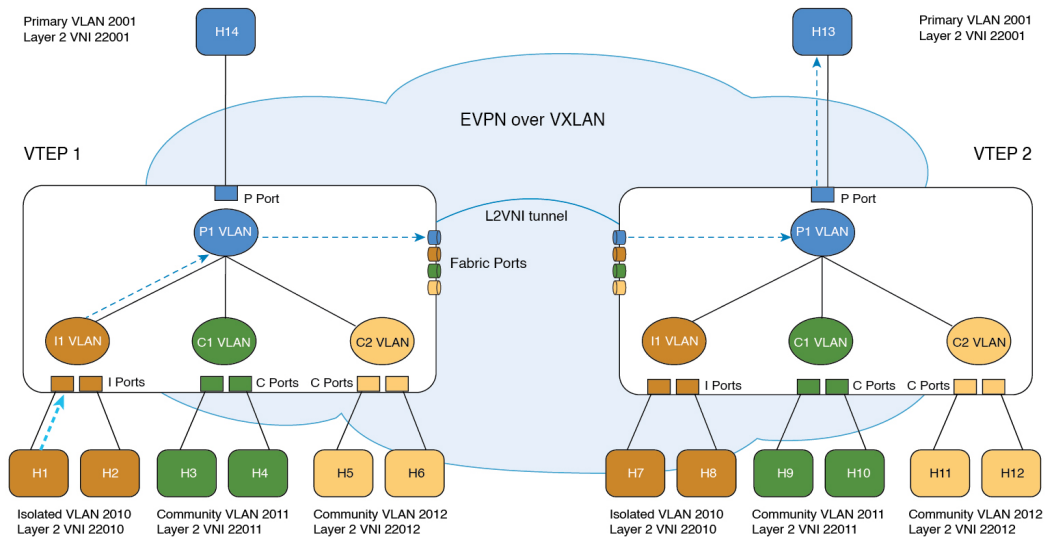 Primary VLAN 2001
Layer 2 VNI 22001
H14
H13
Primary VLAN 2001
Layer 2 VNI 22001
EVPN over VXLAN
VTEP 1
VTEP 2
P Port
P Port
P1 VLAN
L2VNI tunnel
P1 VLAN
Fabric Ports
I1 VLAN
C1 VLAN
C2 VLAN
I1 VLAN
C1 VLAN
C2 VLAN
I Ports
C Ports
C Ports
I Ports
C Ports
C Ports
H1
H2
H3
H4
H5
H6
H7
H8
H9
H10
H11
H12
Isolated VLAN 2010
Layer 2 VNI 22010
Community VLAN 2011
Layer 2 VNI 22011
Community VLAN 2012
Layer 2 VNI 22012
Isolated VLAN 2010
Layer 2 VNI 22010
Community VLAN 2011
Layer 2 VNI 22011
Community VLAN 2012
Layer 2 VNI 22012